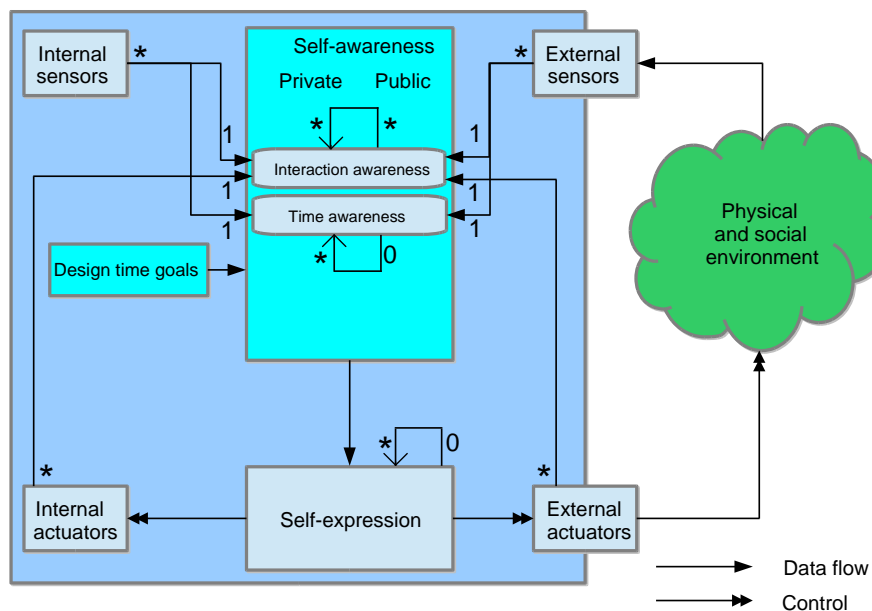 Internal
sensors
*
Self-awareness
Private Public
*
External
sensors
* *
1
1
Interaction awareness
1
1
Time awareness
1
1
* 0
Design time goals
Physical
and social
environment
* 0
*
*
Internal
actuators
Self-expression
External
actuators
Data flow
Control